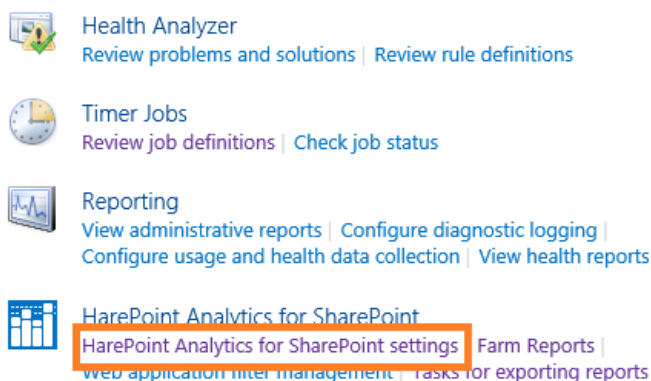 Health Analyzer
Review problems and solutions | Review rule definitions
Timer Jobs
Review job definitions | Check job status
Reporting
View administrative reports | Configure diagnostic logging |
Configure usage and health data collection | View health reports
HarePoint Analytics for SharePoint
HarePoint Analytics for SharePoint settings | Farm Reports |
Web application filter management | Tasks for exporting reports